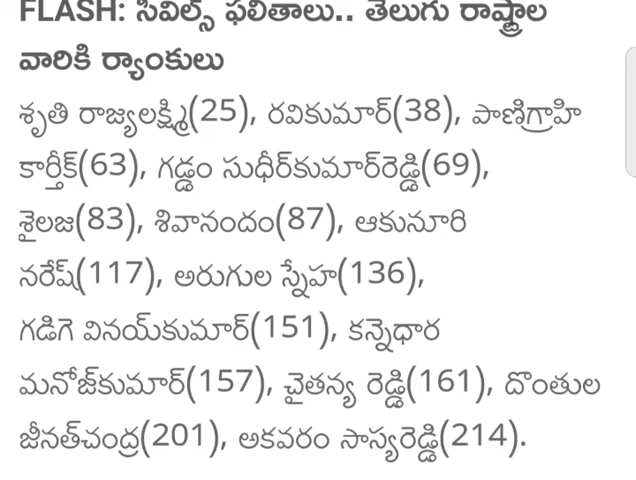 FLASH: సివిల్స్ ఫలితాలు.. తెలుగు రాష్ట్రాల
వారికి ర్యాంకులు
శృతి రాజ్యలక్ష్మి(25), రవికుమార్(38), పాణిగ్రాహి
కార్తీక్(63), గడ్డం సుధీర్‌కుమార్‌రెడ్డి(69),
శైలజ(83), శివానందం(87), ఆకునూరి
నరేష్(117), అరుగుల స్నేహ(136),
గడిగె వినయ్‌కుమార్(151), కన్నెధార
మనోజ్‌కుమార్(157), చైతన్య రెడ్డి(161), దొంతుల
జీనత్‌చంద్ర(201), అకవరం సాస్యరెడ్డి(214).